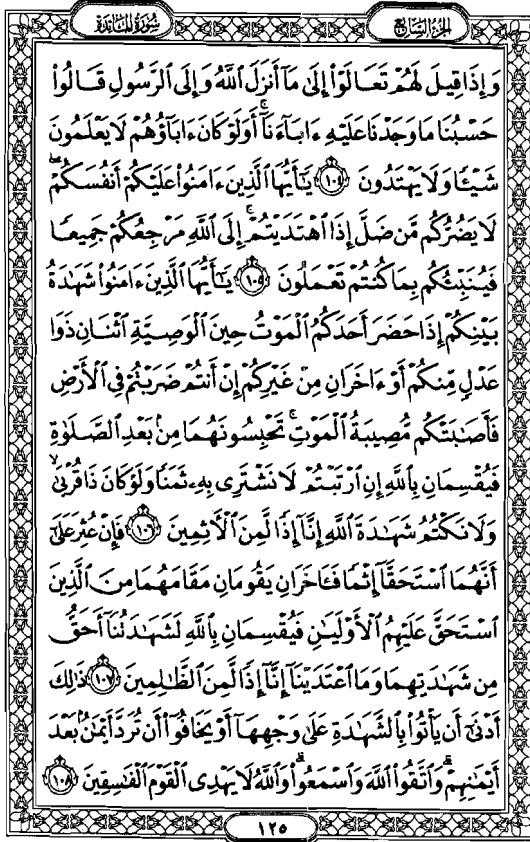 الجزء السابع
سورة المائدة
وَإِذَا قِيلَ لَهُمْ تَعَالَوْا۟ إِلَىٰ مَآ أَنزَلَ ٱللَّهُ وَإِلَى ٱلرَّسُولِ قَالُوا۟
حَسْبُنَا مَا وَجَدْنَا عَلَيْهِ ءَابَآءَنَآ ۚ أَوَلَوْ كَانَ ءَابَآؤُهُمْ لَا يَعْلَمُونَ
شَيْـًٔا وَلَا يَهْتَدُونَ ١٠٤ يَـٰٓأَيُّهَا ٱلَّذِينَ ءَامَنُوا۟ عَلَيْكُمْ أَنفُسَكُمْ ۖ
لَا يَضُرُّكُم مَّن ضَلَّ إِذَا ٱهْتَدَيْتُمْ ۚ إِلَى ٱللَّهِ مَرْجِعُكُمْ جَمِيعًا
فَيُنَبِّئُكُم بِمَا كُنتُمْ تَعْمَلُونَ ١٠٥ يَـٰٓأَيُّهَا ٱلَّذِينَ ءَامَنُوا۟ شَهَـٰدَةُ
بَيْنِكُمْ إِذَا حَضَرَ أَحَدَكُمُ ٱلْمَوْتُ حِينَ ٱلْوَصِيَّةِ ٱثْنَانِ ذَوَا
عَدْلٍ مِّنكُمْ أَوْ ءَاخَرَانِ مِنْ غَيْرِكُمْ إِنْ أَنتُمْ ضَرَبْتُمْ فِى ٱلْأَرْضِ
فَأَصَـٰبَتْكُم مُّصِيبَةُ ٱلْمَوْتِ ۚ تَحْبِسُونَهُمَا مِنۢ بَعْدِ ٱلصَّلَوٰةِ
فَيُقْسِمَانِ بِٱللَّهِ إِنِ ٱرْتَبْتُمْ لَا نَشْتَرِى بِهِۦ ثَمَنًا وَلَوْ كَانَ ذَا قُرْبَىٰ ۙ
وَلَا نَكْتُمُ شَهَـٰدَةَ ٱللَّهِ إِنَّآ إِذًا لَّمِنَ ٱلْـَٔاثِمِينَ ١٠٦ فَإِنْ عُثِرَ عَلَىٰٓ
أَنَّهُمَا ٱسْتَحَقَّآ إِثْمًا فَـَٔاخَرَانِ يَقُومَانِ مَقَامَهُمَا مِنَ ٱلَّذِينَ
ٱسْتَحَقَّ عَلَيْهِمُ ٱلْأَوْلَيَـٰنِ فَيُقْسِمَانِ بِٱللَّهِ لَشَهَـٰدَتُنَآ أَحَقُّ
مِن شَهَـٰدَتِهِمَا وَمَا ٱعْتَدَيْنَآ إِنَّآ إِذًا لَّمِنَ ٱلظَّـٰلِمِينَ ١٠٧ ذَٰلِكَ
أَدْنَىٰٓ أَن يَأْتُوا۟ بِٱلشَّهَـٰدَةِ عَلَىٰ وَجْهِهَآ أَوْ يَخَافُوٓا۟ أَن تُرَدَّ أَيْمَـٰنٌۢ بَعْدَ
أَيْمَـٰنِهِمْ ۗ وَٱتَّقُوا۟ ٱللَّهَ وَٱسْمَعُوا۟ ۗ وَٱللَّهُ لَا يَهْدِى ٱلْقَوْمَ ٱلْفَـٰسِقِينَ ١٠٨
١٢٥